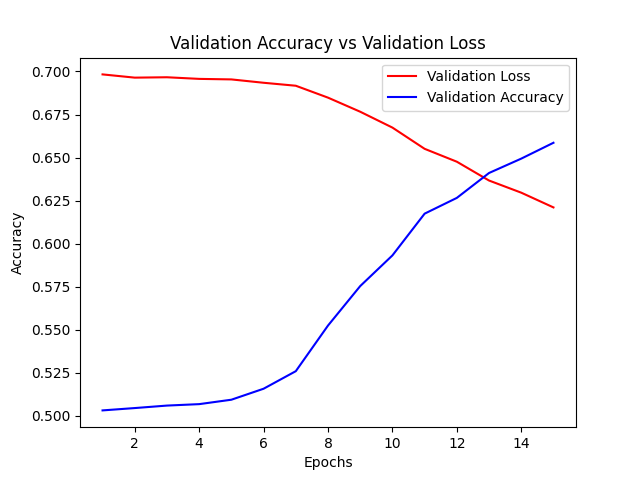 Validation Accuracy vs Validation Loss
Validation Loss
Validation Accuracy
Accuracy
0.700
0.675
0.650
0.625
0.600
0.575
0.550
0.525
0.500
2 4 6 8 10 12 14
Epochs